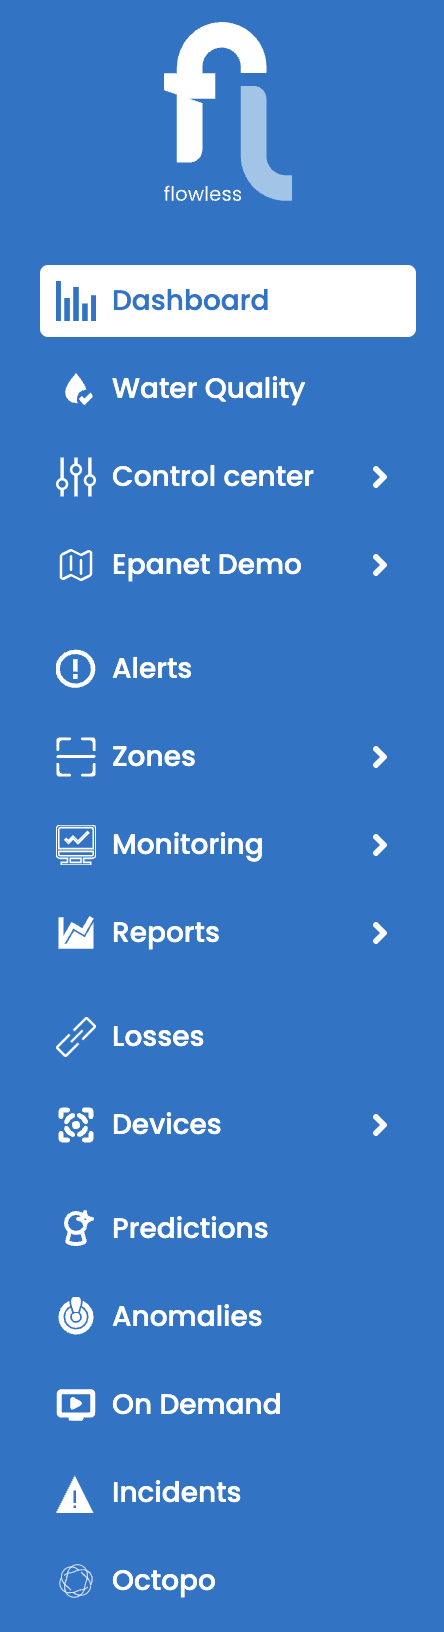 flowless
Dashboard
Water Quality
Control center
Epanet Demo
Alerts
Zones
Monitoring
Reports
Losses
Devices
Predictions
Anomalies
On Demand
Incidents
Octopo